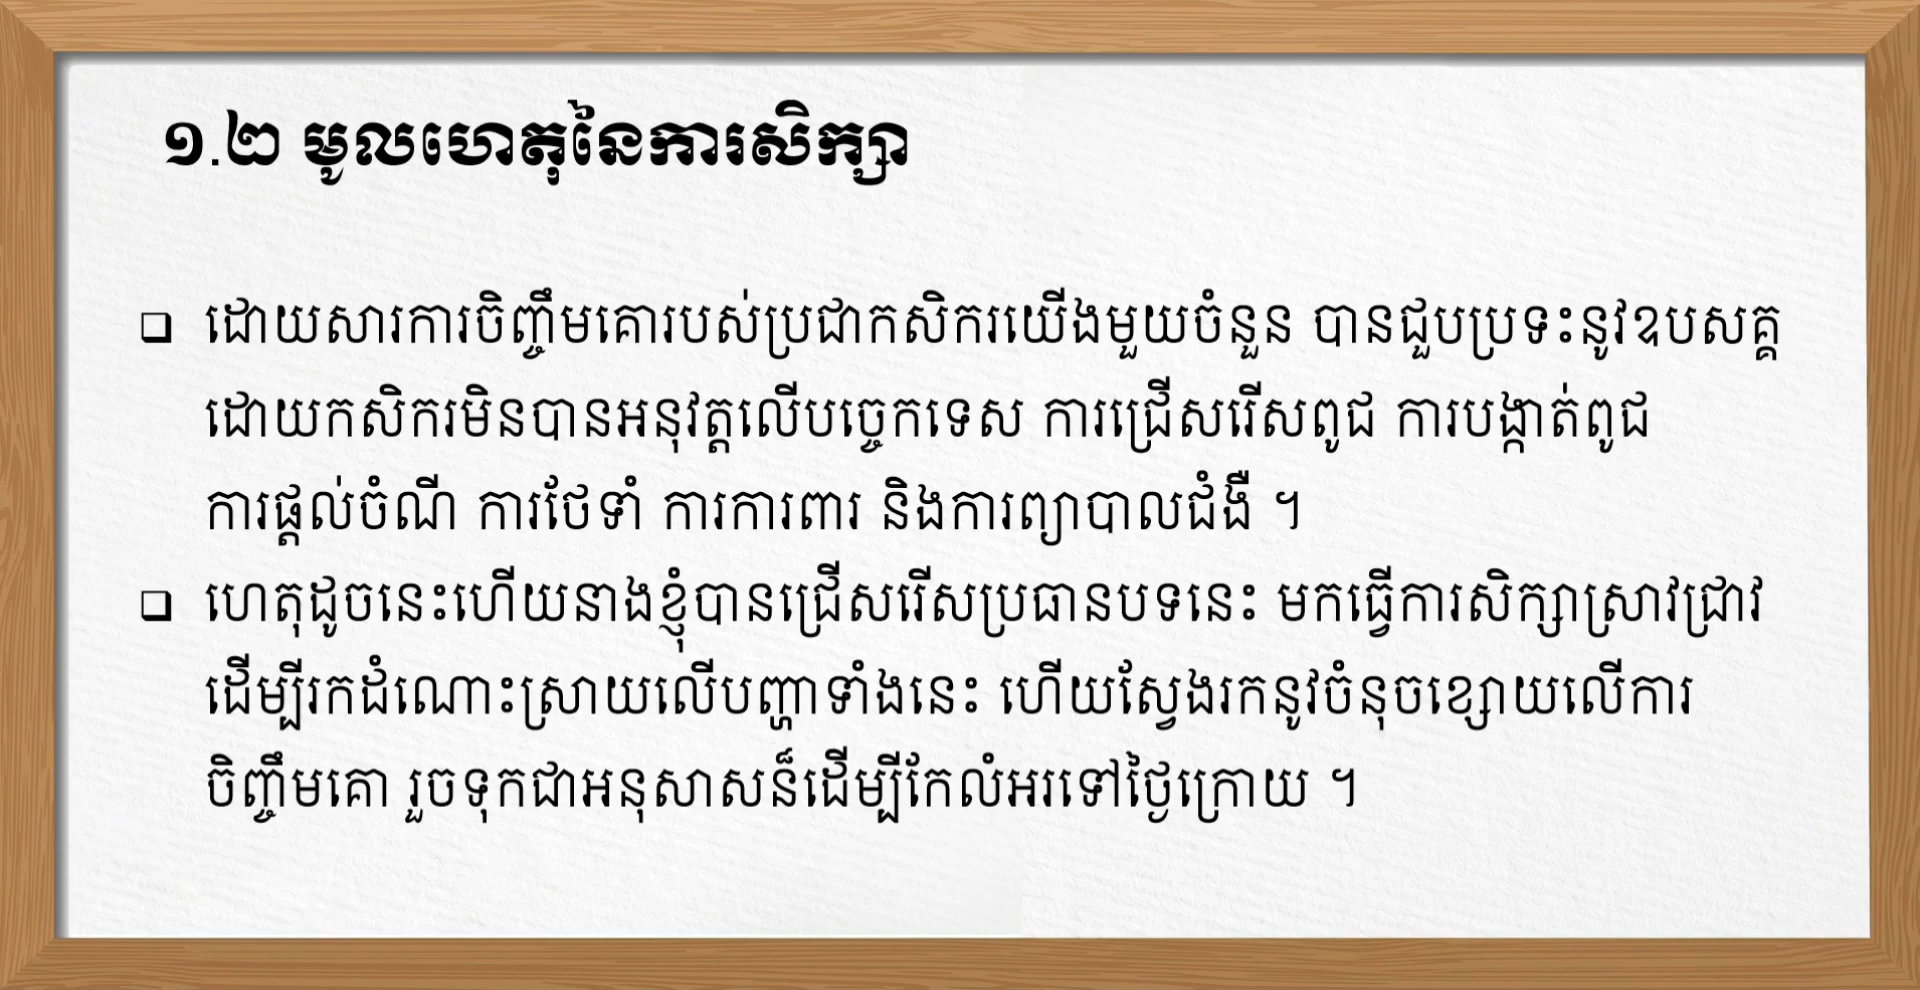 ១.២ មូលហេតុនៃការសិក្សា
❑ ដោយសារការចិញ្ចឹមគោរបស់ប្រជាកសិករយើងមួយចំនួន បានជួបប្រទះនូវឧបសគ្គ
ដោយកសិករមិនបានអនុវត្តលើបច្ចេកទេស ការជ្រើសរើសពូជ ការបង្កាត់ពូជ
ការផ្តល់ចំណី ការថែទាំ ការការពារ និងការព្យាបាលជំងឺ ។
❑ ហេតុដូចនេះហើយនាងខ្ញុំបានជ្រើសរើសប្រធានបទនេះ មកធ្វើការសិក្សាស្រាវជ្រាវ
ដើម្បីរកដំណោះស្រាយលើបញ្ហាទាំងនេះ ហើយស្វែងរកនូវចំនុចខ្សោយលើការ
ចិញ្ចឹមគោ រួចទុកជាអនុសាសន៏ដើម្បីកែលំអរទៅថ្ងៃក្រោយ ។